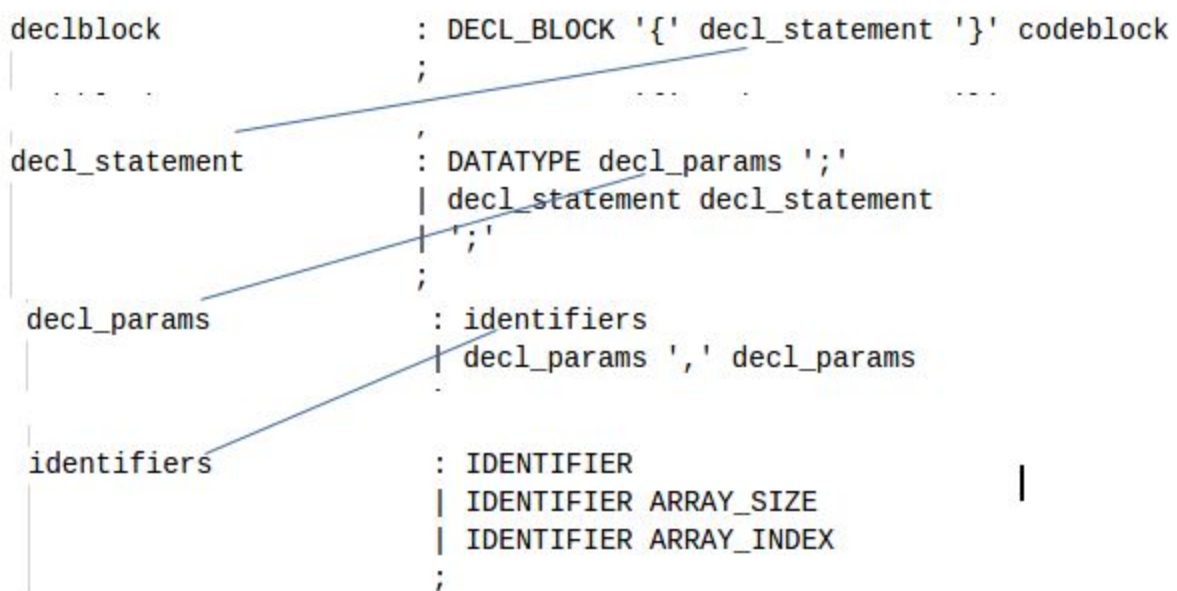 declblock : DECL_BLOCK '{' decl_statement '}' codeblock
;
decl_statement : DATATYPE decl_params ';'
| decl_statement decl_statement
| ';'
;
decl_params : identifiers
| decl_params ',' decl_params
identifiers : IDENTIFIER
| IDENTIFIER ARRAY_SIZE
| IDENTIFIER ARRAY_INDEX
;